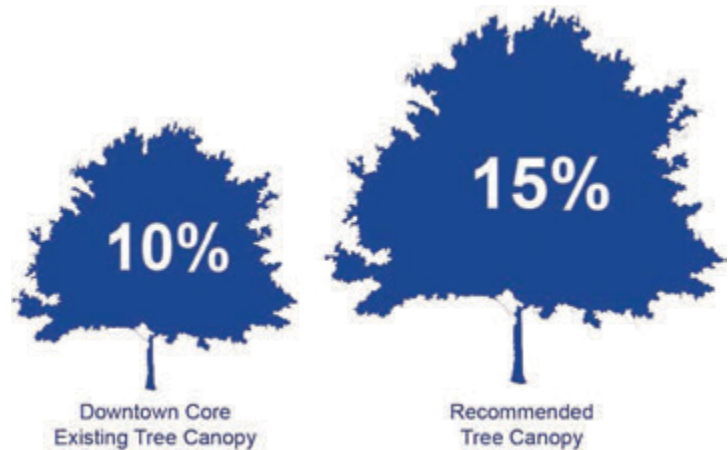 10%
Downtown Core
Existing Tree Canopy
15%
Recommended
Tree Canopy